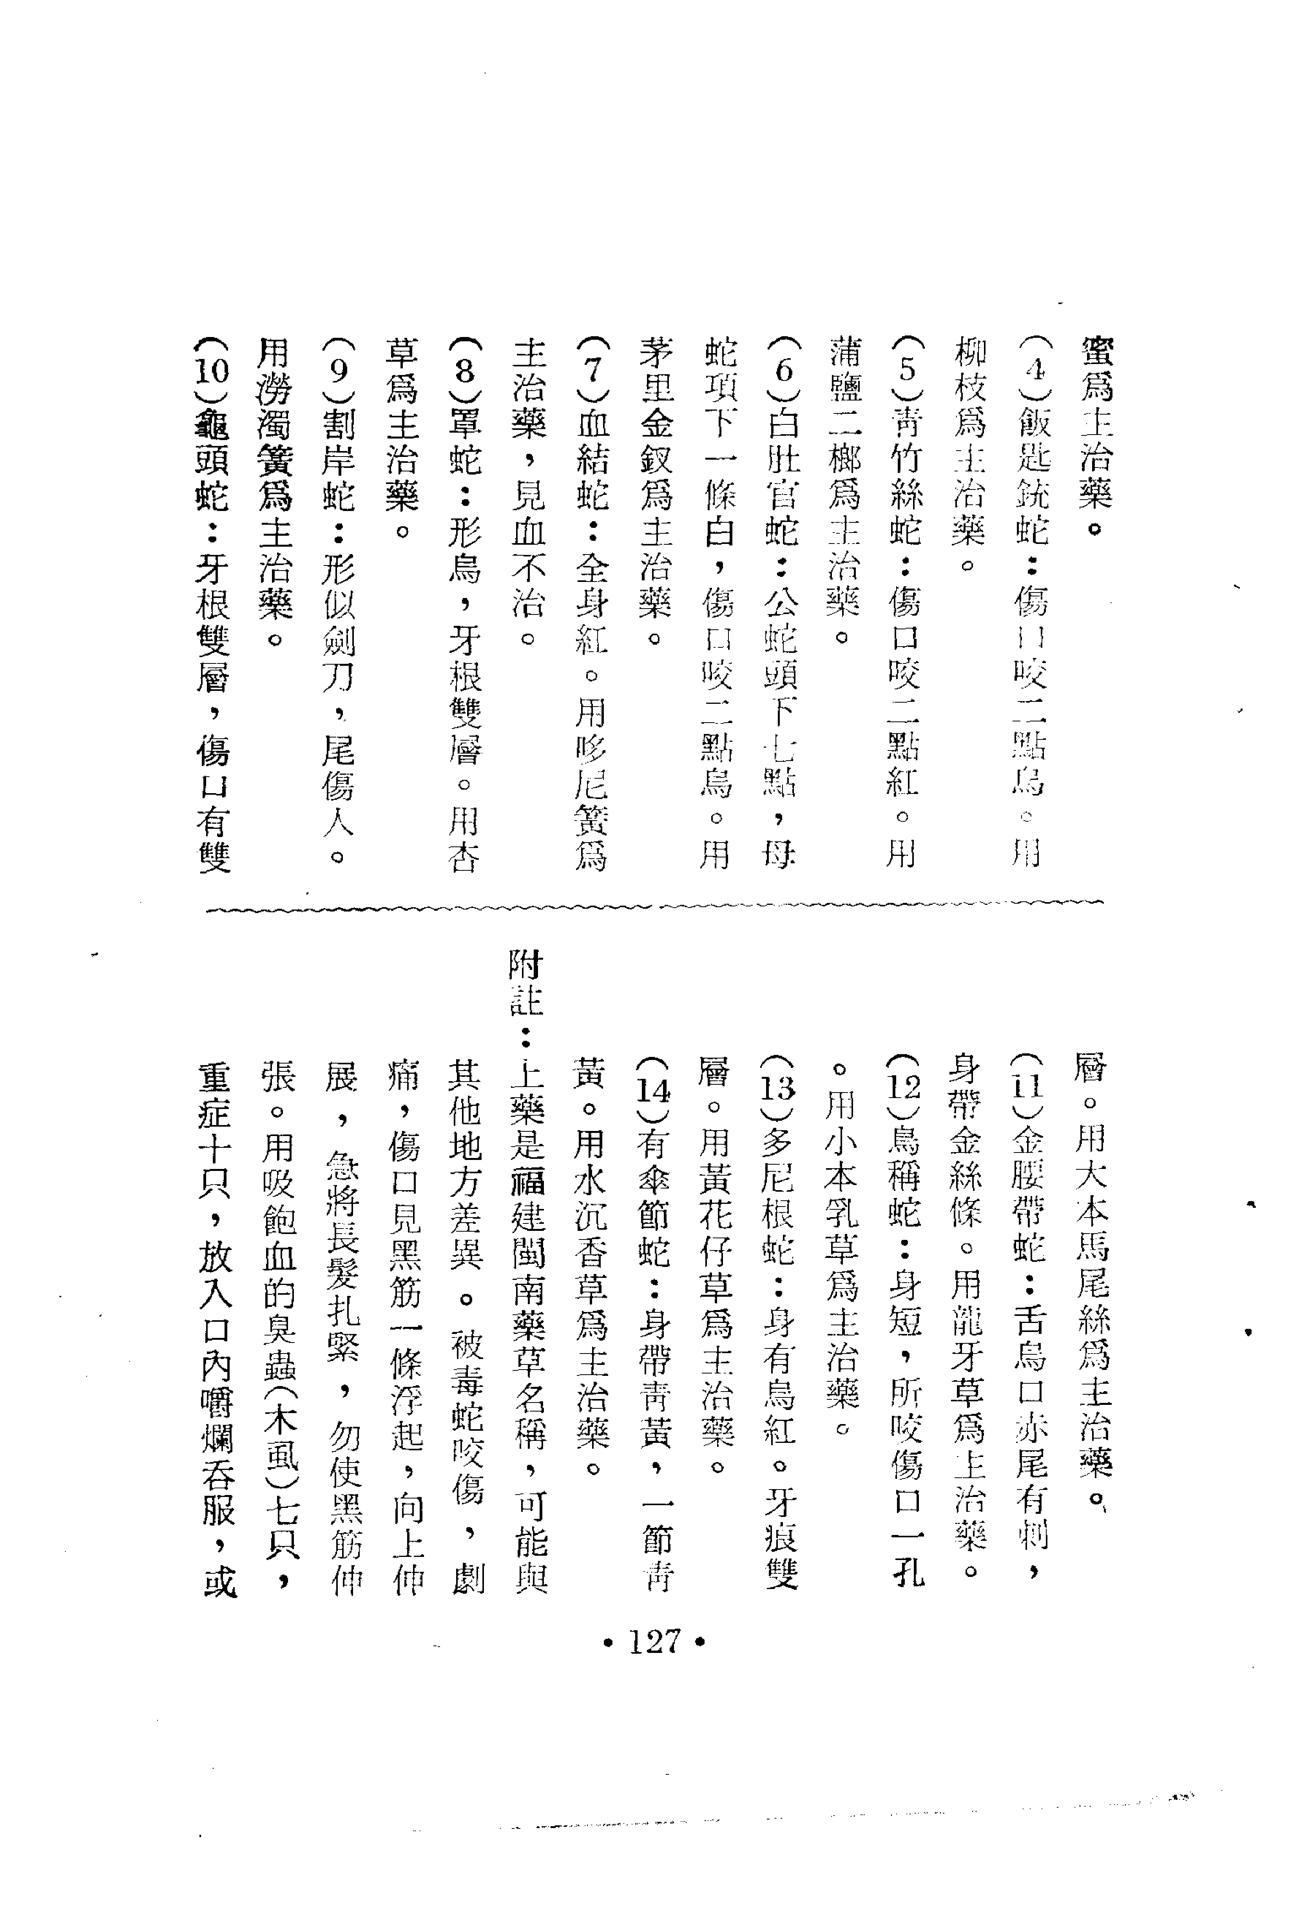 蜜爲主治藥。
（4）飯匙銃蛇：傷口咬二點烏。用
柳枝爲主治藥。
（5）靑竹絲蛇：傷口咬二點紅。用
蒲鹽二榔爲主治藥。
（6）白肚官蛇：公蛇頭下七點，母
蛇項下一條白，傷口咬二點烏。用
茅里金釵爲主治藥。
（7）血結蛇：全身紅。用哆尼簧爲
主治藥，見血不治。
（8）罩蛇：形烏，牙根雙層。用杏
草爲主治藥。
（9）割岸蛇：形似劍刀，尾傷人。
用澇濁簧爲主治藥。
（10）龜頭蛇：牙根雙層，傷口有雙
層。用大本馬尾絲爲主治藥。
（11）金腰帶蛇：舌烏口赤尾有刺，
身帶金絲條。用龍牙草爲主治藥。
（12）烏稱蛇：身短，所咬傷口一孔
。用小本乳草爲主治藥。
（13）多尼根蛇：身有烏紅。牙痕雙
層。用黃花仔草爲主治藥。
（14）有傘節蛇：身帶靑黃，一節靑
黃。用水沉香草爲主治藥。
附註：上藥是福建閩南藥草名稱，可能與
其他地方差異。被毒蛇咬傷，劇
痛，傷口見黑筋一條浮起，向上伸
展，急將長髮扎緊，勿使黑筋伸
張。用吸飽血的臭蟲（木虱）七只，
重症十只，放入口內嚼爛吞服，或
• 127 •